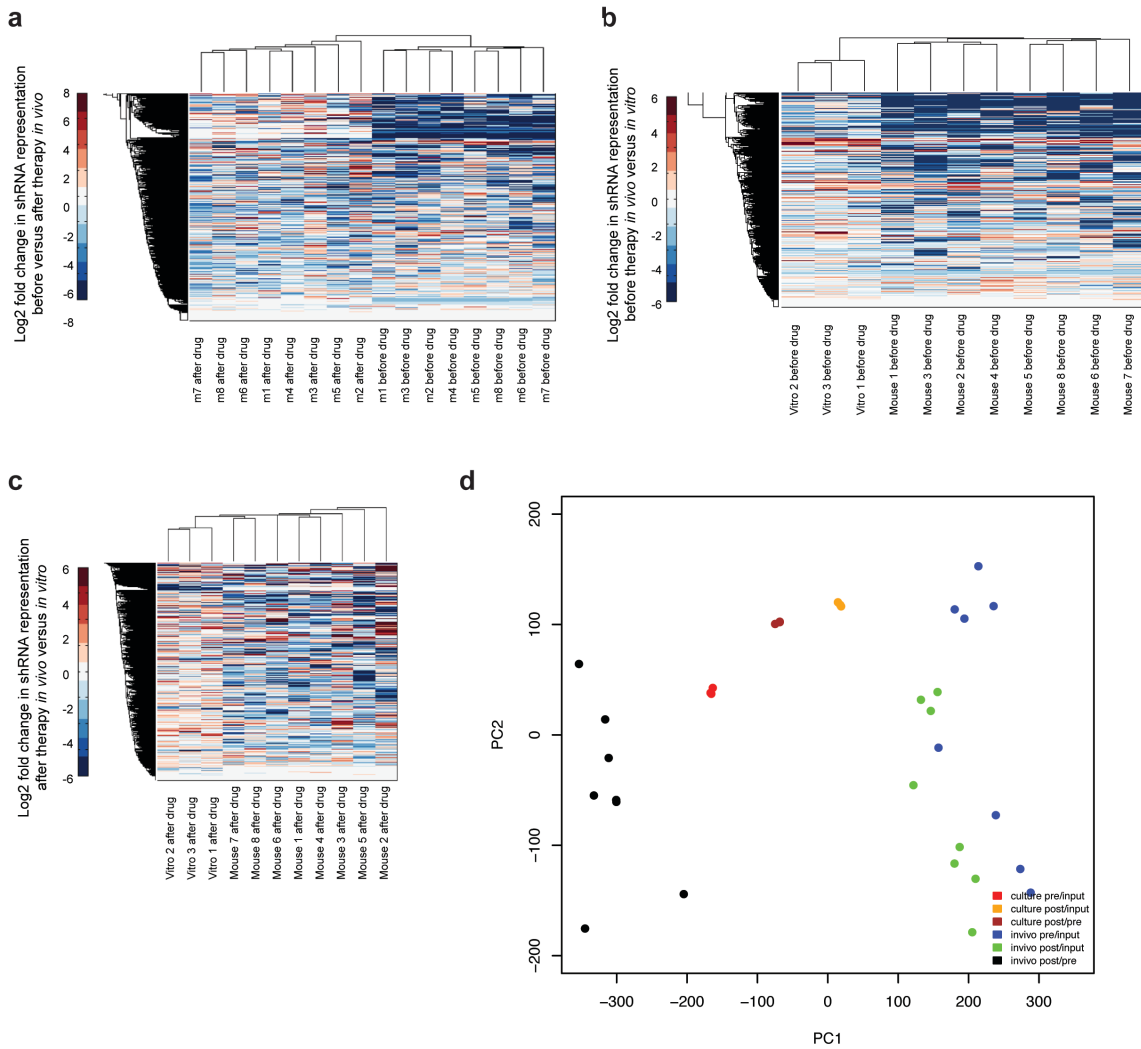 a
Log2 fold change in shRNA representation
before versus after therapy in vivo
8
6
4
2
0
-2
-4
-6
-8
m7 after drug
m8 after drug
m6 after drug
m1 after drug
m4 after drug
m3 after drug
m5 after drug
m2 after drug
m1 before drug
m3 before drug
m2 before drug
m4 before drug
m5 before drug
m8 before drug
m6 before drug
m7 before drug
b
Log2 fold change in shRNA representation
before therapy in vivo versus in vitro
6
4
2
0
-2
-4
-6
Vitro 2 before drug
Vitro 3 before drug
Vitro 1 before drug
Mouse 1 before drug
Mouse 3 before drug
Mouse 2 before drug
Mouse 4 before drug
Mouse 5 before drug
Mouse 8 before drug
Mouse 6 before drug
Mouse 7 before drug
c
Log2 fold change in shRNA representation
after therapy in vivo versus in vitro
6
4
2
0
-2
-4
-6
Vitro 2 after drug
Vitro 3 after drug
Vitro 1 after drug
Mouse 7 after drug
Mouse 8 after drug
Mouse 6 after drug
Mouse 1 after drug
Mouse 4 after drug
Mouse 3 after drug
Mouse 5 after drug
Mouse 2 after drug
d
PC2
200
100
0
−100
−200
culture pre/input
culture post/input
culture post/pre
invivo pre/input
invivo post/input
invivo post/pre
−300 −200 −100 0 100 200 300
PC1